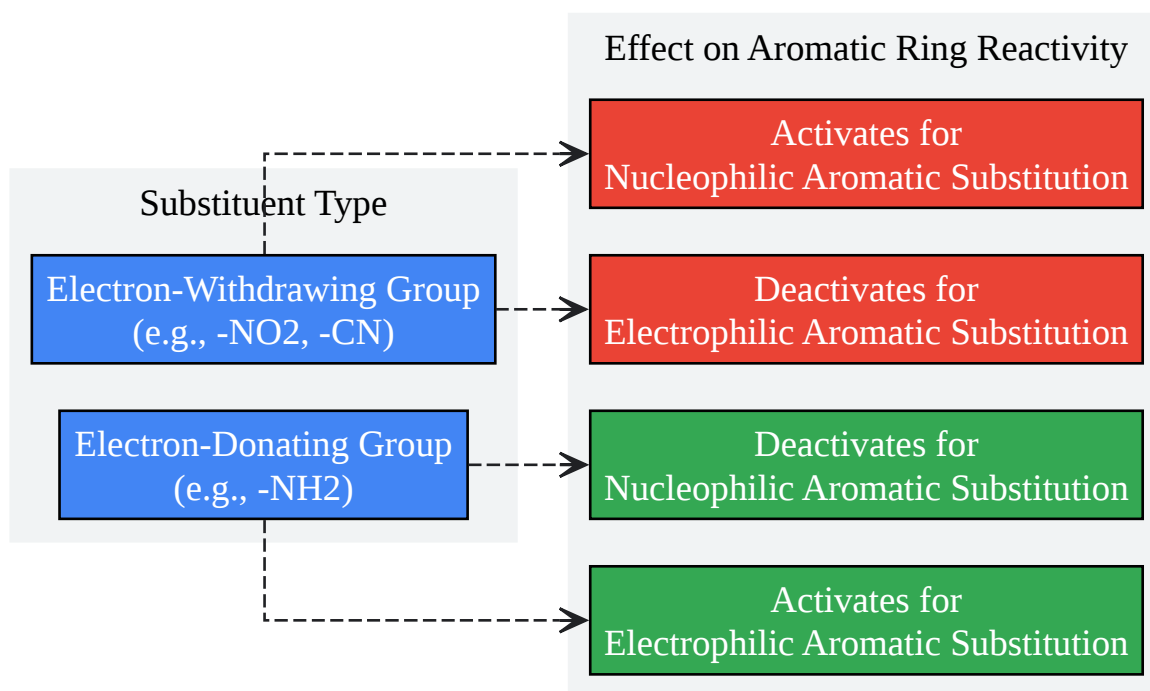 Effect on Aromatic Ring Reactivity
Activates for
Nucleophilic Aromatic Substitution
Substituent Type
Electron-Withdrawing Group
(e.g., -NO2, -CN)
Deactivates for
Electrophilic Aromatic Substitution
Electron-Donating Group
(e.g., -NH2)
Deactivates for
Nucleophilic Aromatic Substitution
Activates for
Electrophilic Aromatic Substitution